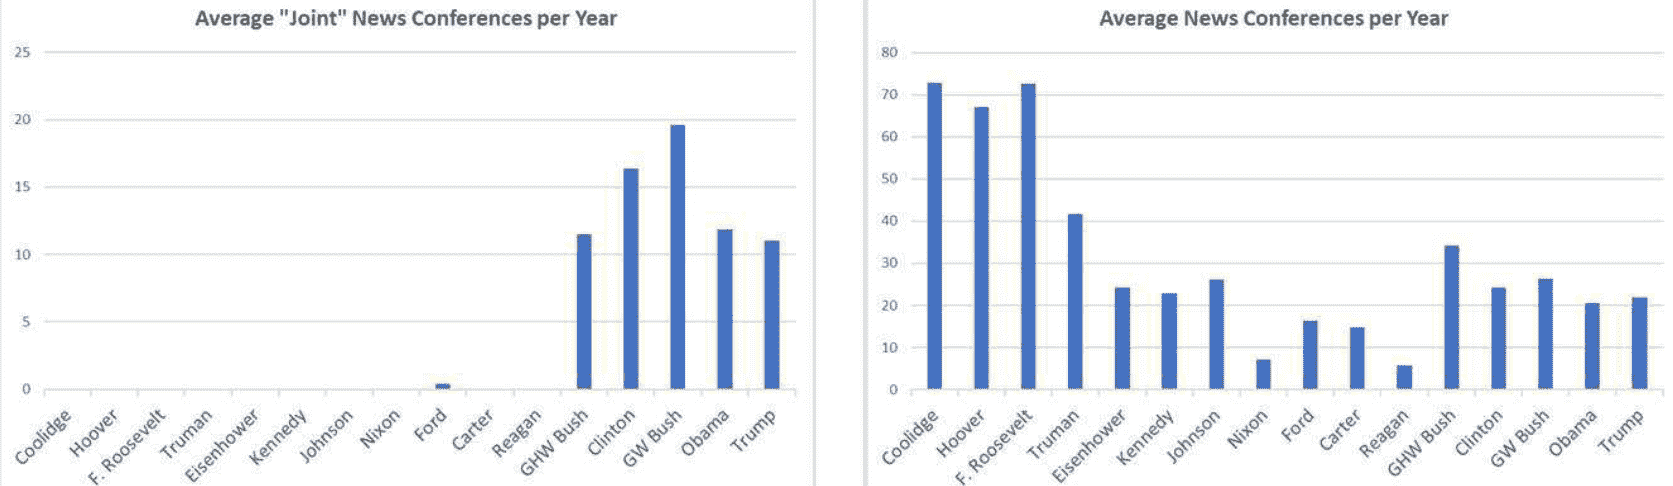 Average "Joint" News Conferences per Year
25
20
15
10
5
0
Coolidge
Hoover
F. Roosevelt
Truman
Eisenhower
Kennedy
Johnson
Nixon
Ford
Carter
Reagan
GHW Bush
Clinton
GW Bush
Obama
Trump
Average News Conferences per Year
80
70
60
50
40
30
20
10
0
Coolidge
Hoover
F. Roosevelt
Truman
Eisenhower
Kennedy
Johnson
Nixon
Ford
Carter
Reagan
GHW Bush
Clinton
GW Bush
Obama
Trump